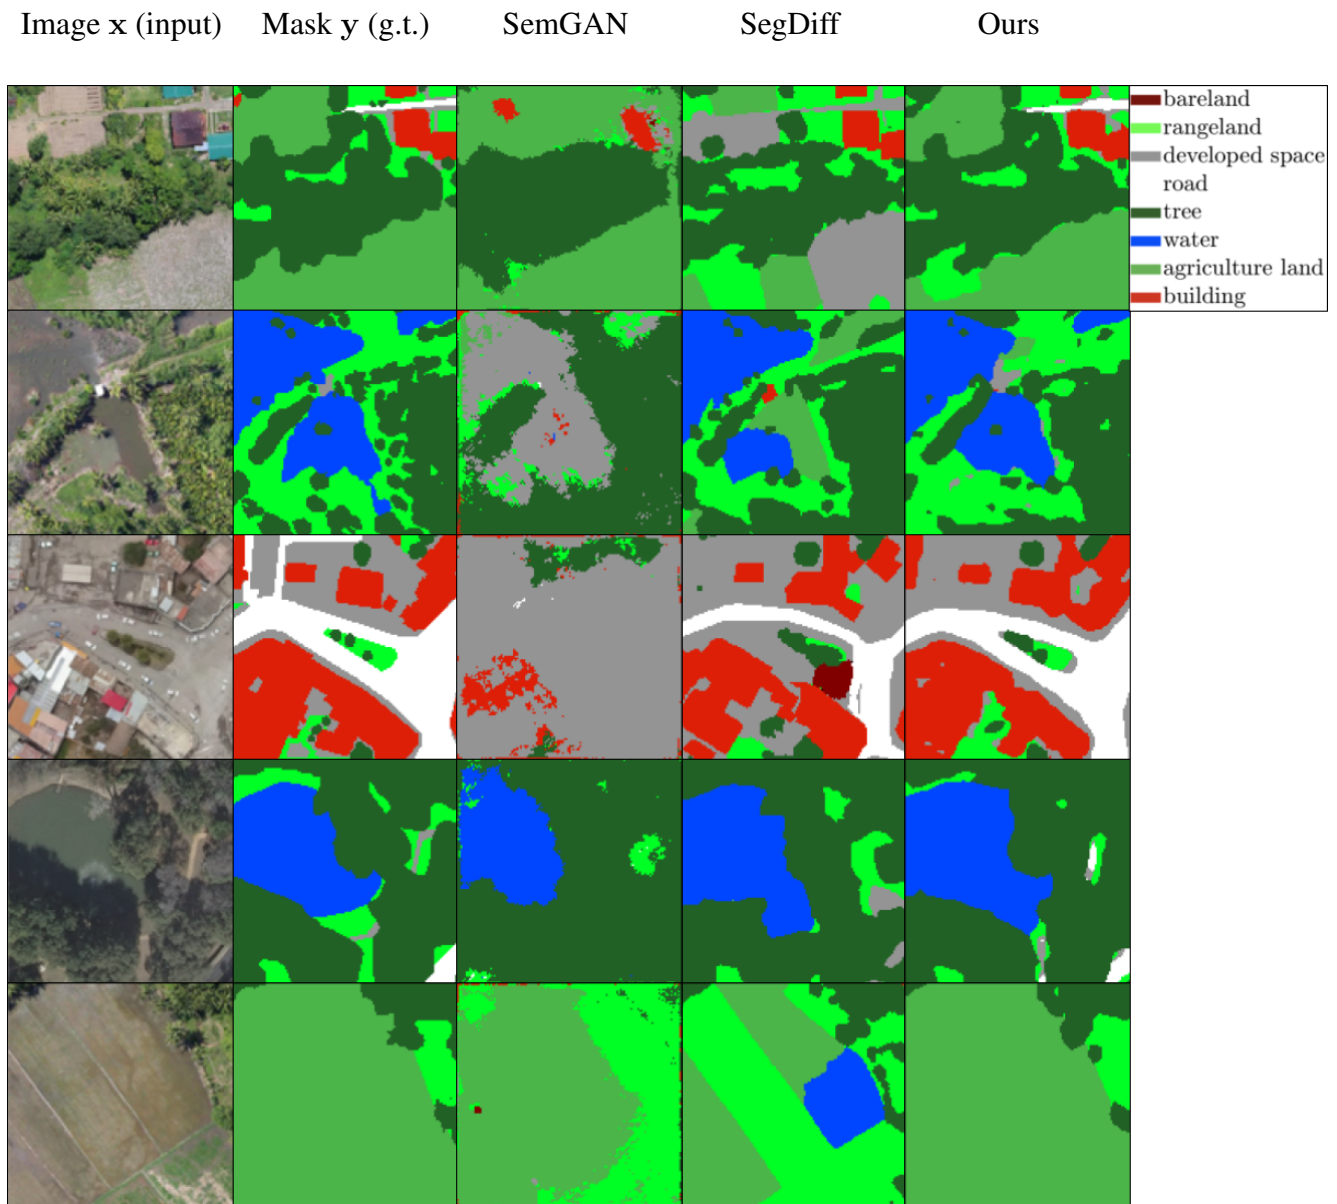 Image x (input) Mask y (g.t.) SemGAN SegDiff Ours
bareland
rangeland
developed space
road
tree
water
agriculture land
building